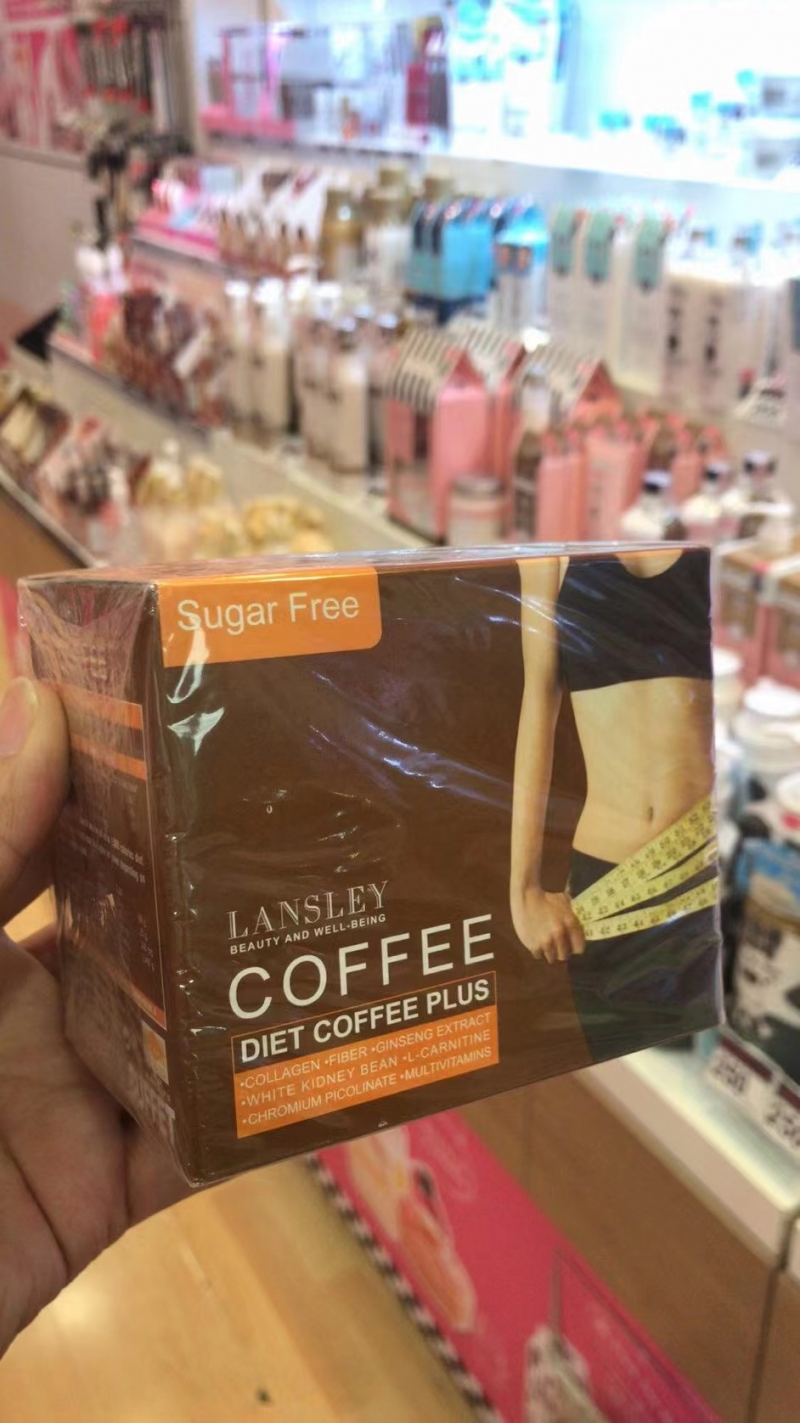 Sugar Free
LANSLEY
BEAUTY AND WELL-BEING
COFFEE
DIET COFFEE PLUS
•COLLAGEN •FIBER •GINSENG EXTRACT
•WHITE KIDNEY BEAN •L-CARNITINE
•CHROMIUM PICOLINATE •MULTIVITAMINS